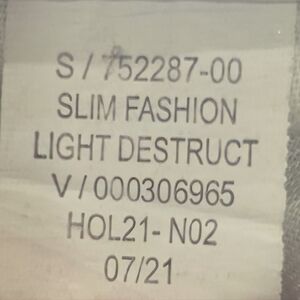 S / 752287-00
SLIM FASHION
LIGHT DESTRUCT
V / 000306965
HOL21- N02
07/21